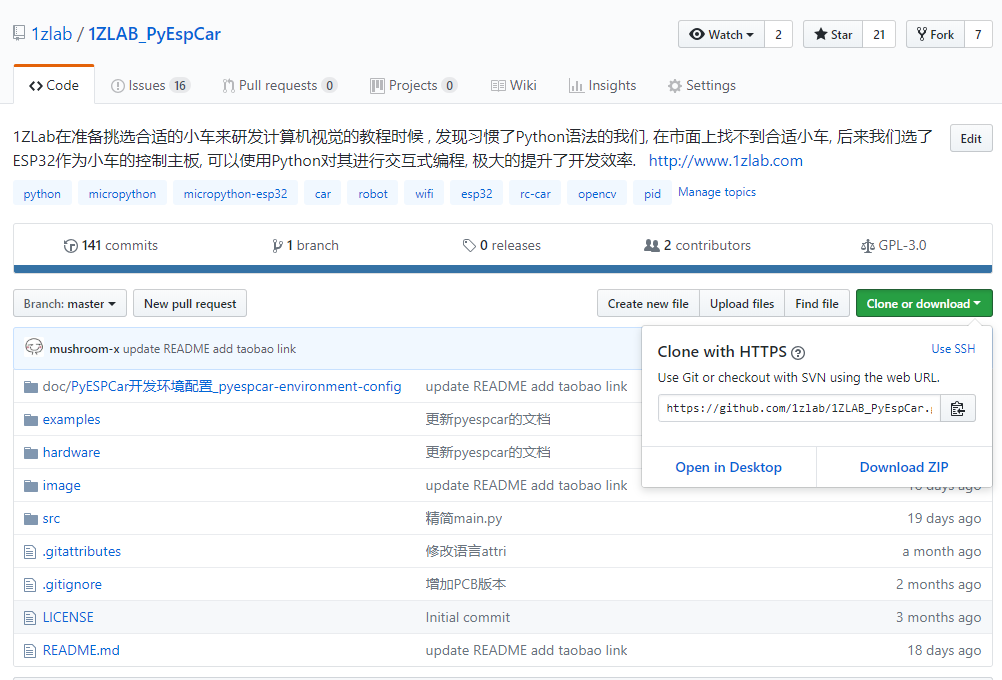 1zlab / 1ZLAB_PyEspCar
Watch 2 Star 21 Fork 7
Code Issues 16 Pull requests 0 Projects 0 Wiki Insights Settings
1ZLab在准备挑选合适的小车来研发计算机视觉的教程时候 , 发现习惯了Python语法的我们, 在市面上找不到合适小车, 后来我们选了
ESP32作为小车的控制主板, 可以使用Python对其进行交互式编程, 极大的提升了开发效率. http://www.1zlab.com
Edit
python micropython micropython-esp32 car robot wifi esp32 rc-car opencv pid Manage topics
141 commits 1 branch 0 releases 2 contributors GPL-3.0
Branch: master New pull request Create new file Upload files Find file Clone or download
mushroom-x update README add taobao link
Clone with HTTPS Use SSH
Use Git or checkout with SVN using the web URL.
https://github.com/1zlab/1ZLAB_PyEspCar.
Open in Desktop Download ZIP
doc/PyESPCar开发环境配置_pyespcar-environment-config update README add taobao link
examples 更新pyespcar的文档
hardware 更新pyespcar的文档
image update README add taobao link days ago
src 精简main.py 19 days ago
.gitattributes 修改语言attri a month ago
.gitignore 增加PCB版本 2 months ago
LICENSE Initial commit 3 months ago
README.md update README add taobao link 18 days ago